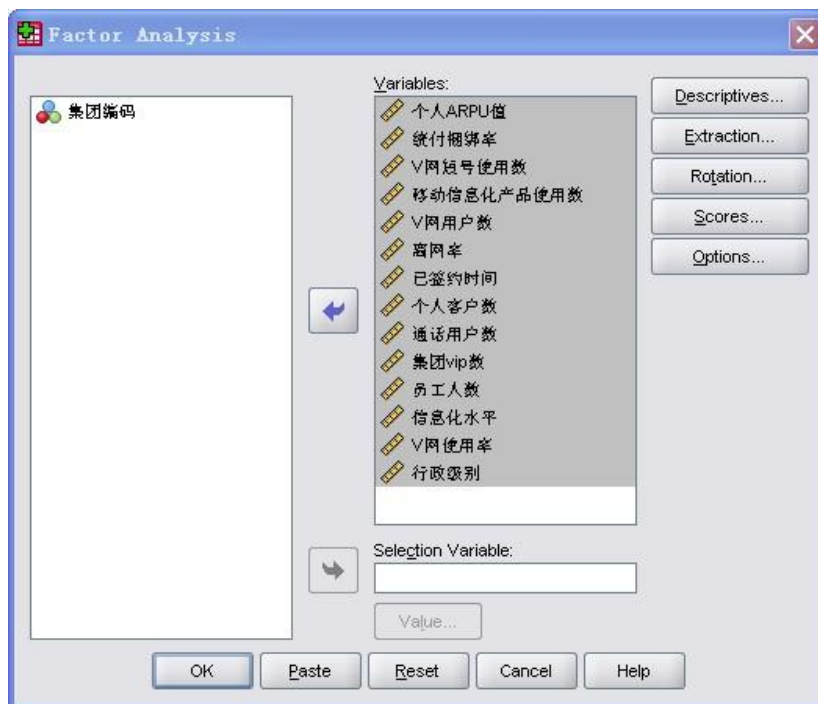 Factor Analysis
集团编码
Variables:
个人ARPU值
统付捆绑率
V网短号使用数
移动信息化产品使用数
V网用户数
离网率
已签约时间
个人客户数
通话用户数
集团vip数
员工人数
信息化水平
V网使用率
行政级别
Selection Variable:
Value...
Descriptives...
Extraction...
Rotation...
Scores...
Options...
OK
Paste
Reset
Cancel
Help